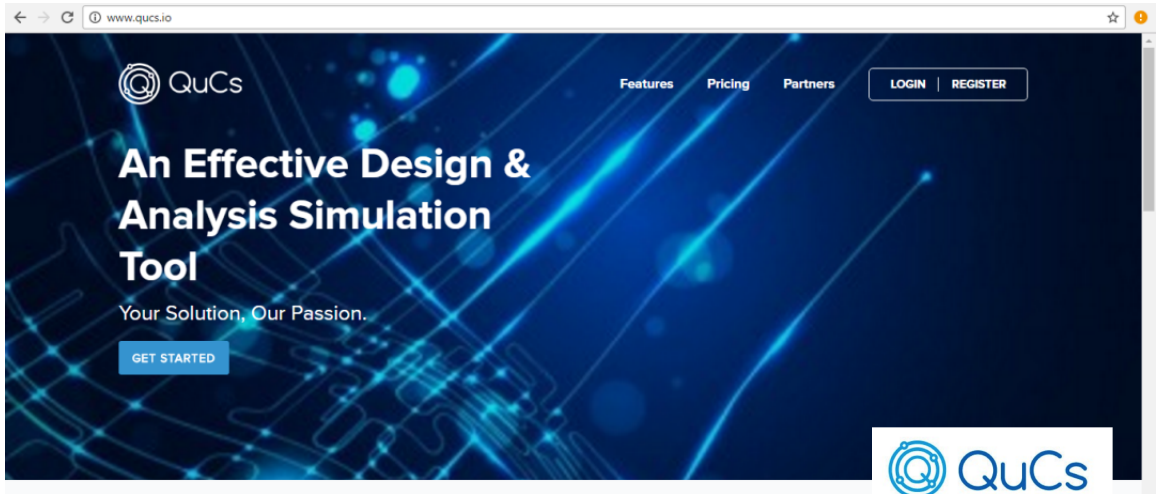 www.qucs.io
QuCs
Features Pricing Partners LOGIN | REGISTER
An Effective Design &
Analysis Simulation
Tool
Your Solution, Our Passion.
GET STARTED
QuCs